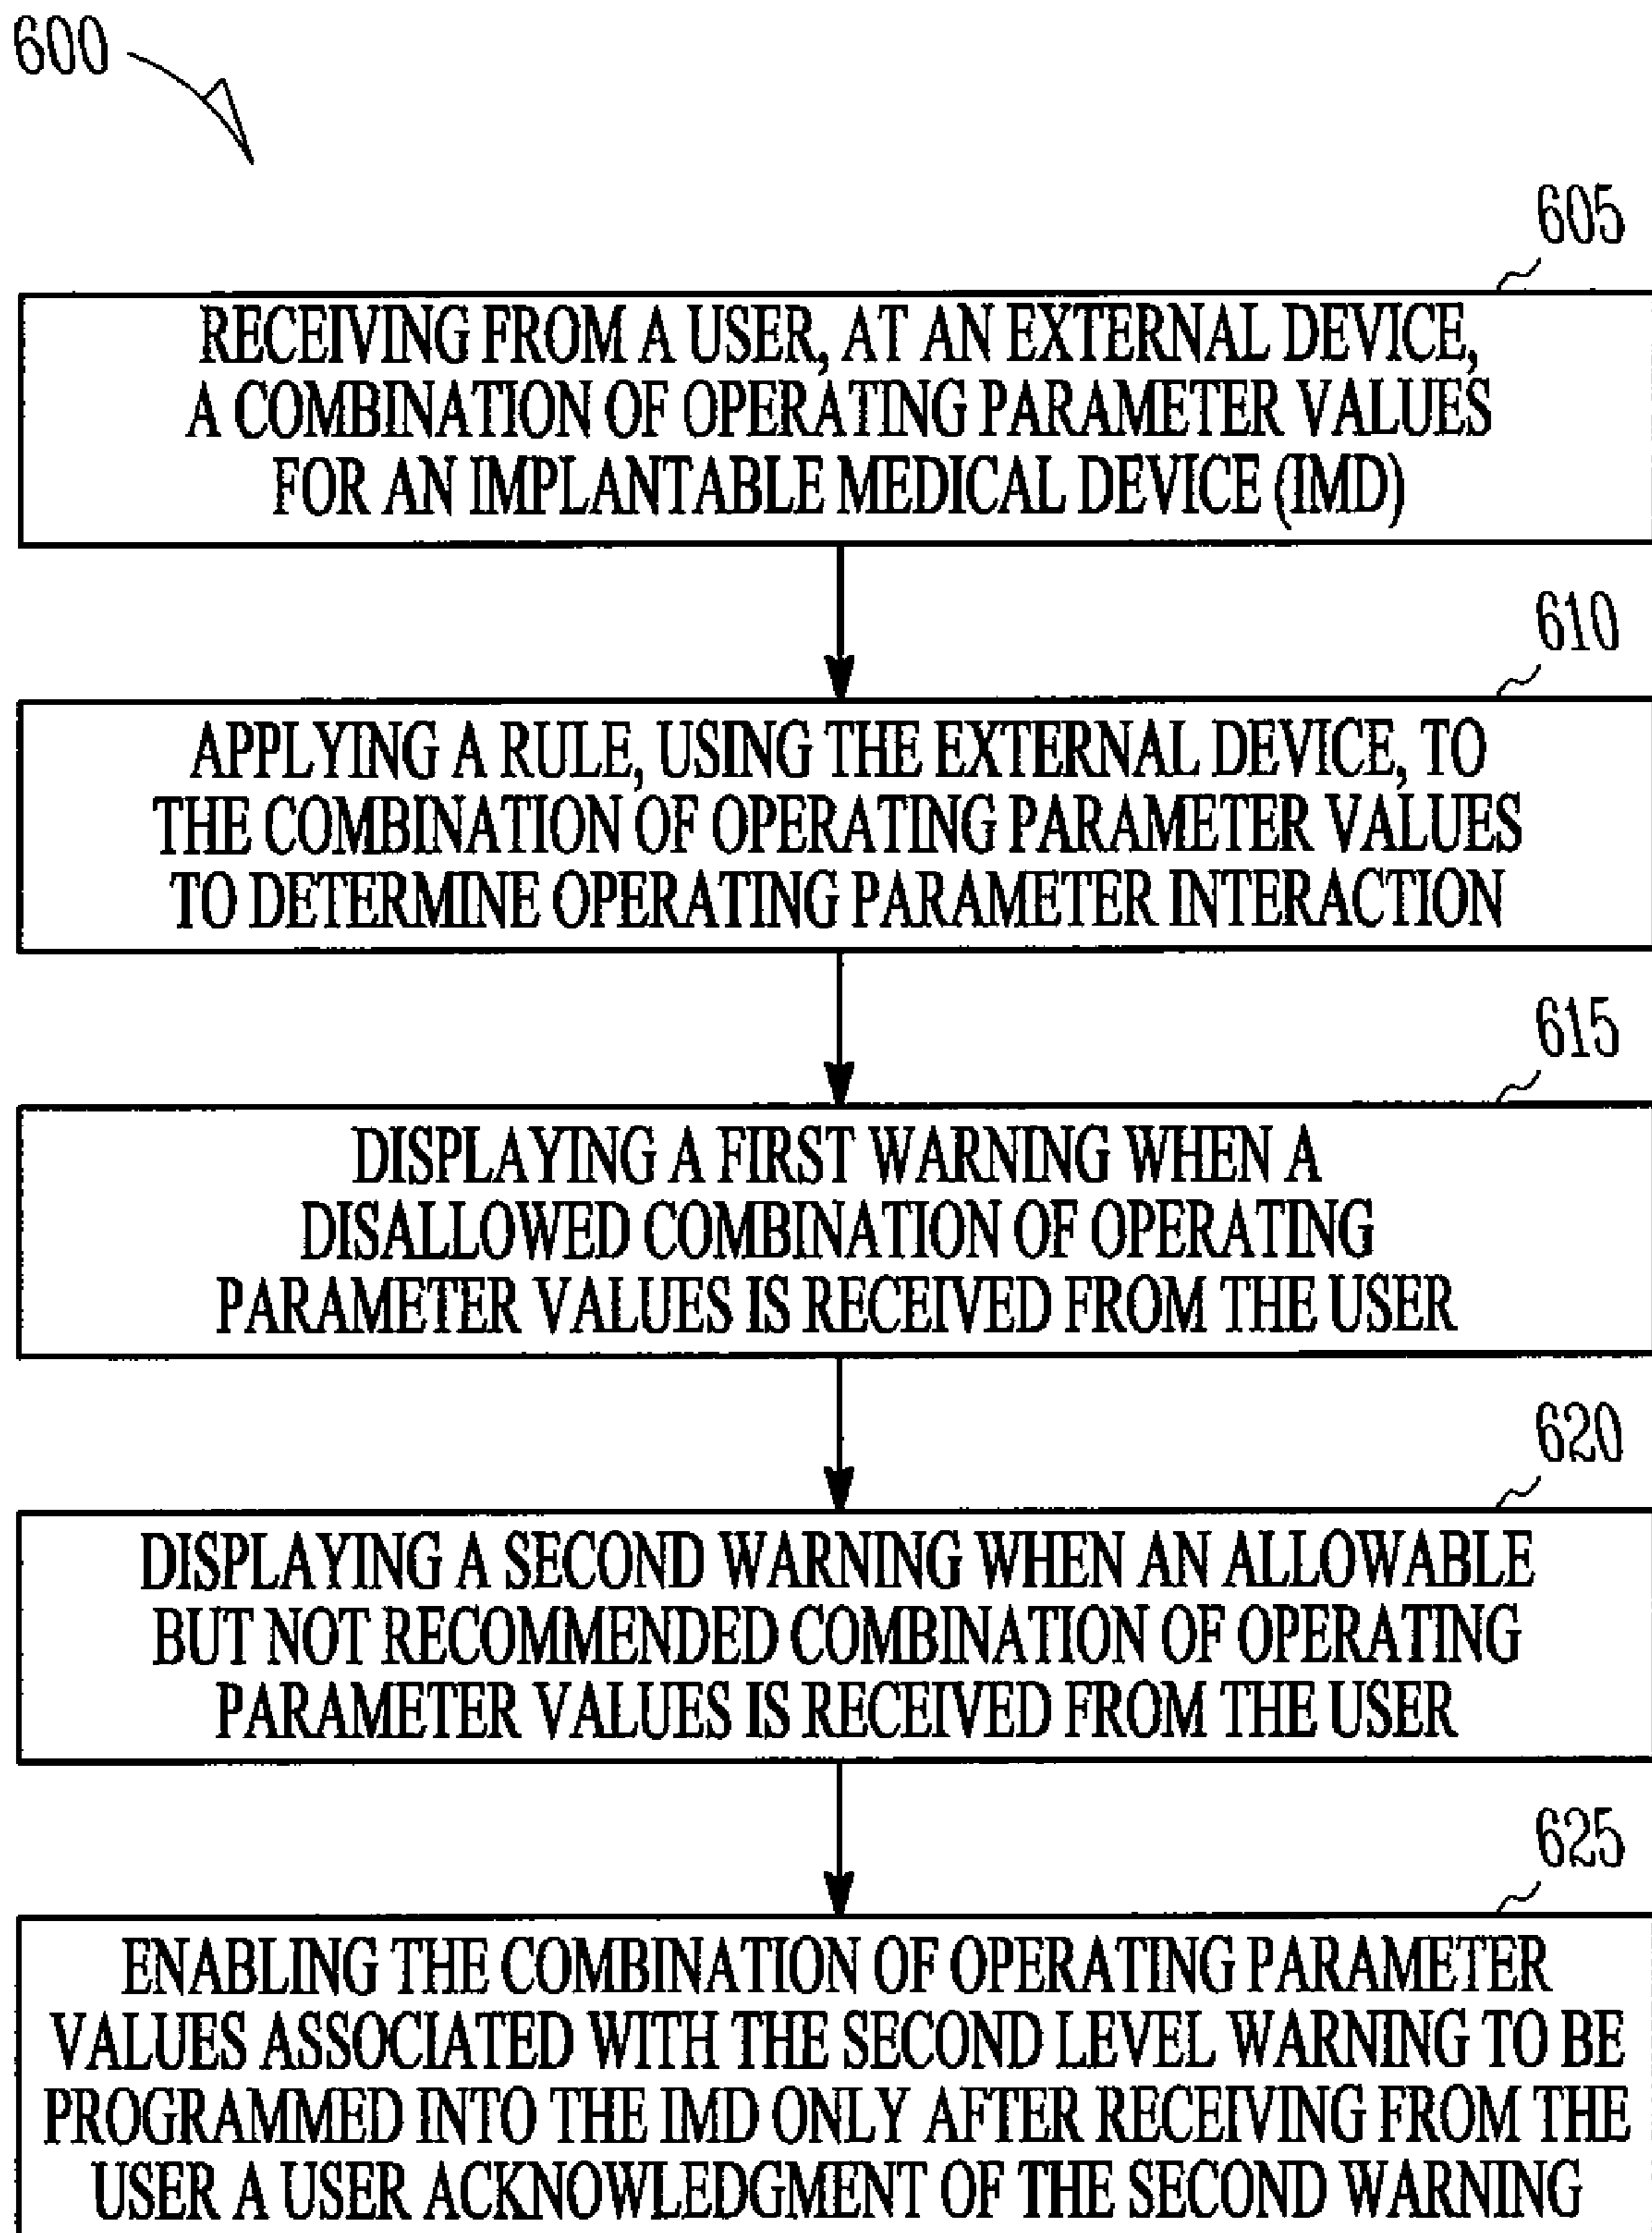 600
605
RECEIVING FROM A USER, AT AN EXTERNAL DEVICE,
A COMBINATION OF OPERATING PARAMETER VALUES
FOR AN IMPLANTABLE MEDICAL DEVICE (IMD)
610
APPLYING A RULE, USING THE EXTERNAL DEVICE, TO
THE COMBINATION OF OPERATING PARAMETER VALUES
TO DETERMINE OPERATING PARAMETER INTERACTION
615
DISPLAYING A FIRST WARNING WHEN A
DISALLOWED COMBINATION OF OPERATING
PARAMETER VALUES IS RECEIVED FROM THE USER
620
DISPLAYING A SECOND WARNING WHEN AN ALLOWABLE
BUT NOT RECOMMENDED COMBINATION OF OPERATING
PARAMETER VALUES IS RECEIVED FROM THE USER
625
ENABLING THE COMBINATION OF OPERATING PARAMETER
VALUES ASSOCIATED WITH THE SECOND LEVEL WARNING TO BE
PROGRAMMED INTO THE IMD ONLY AFTER RECEIVING FROM THE
USER A USER ACKNOWLEDGMENT OF THE SECOND WARNING